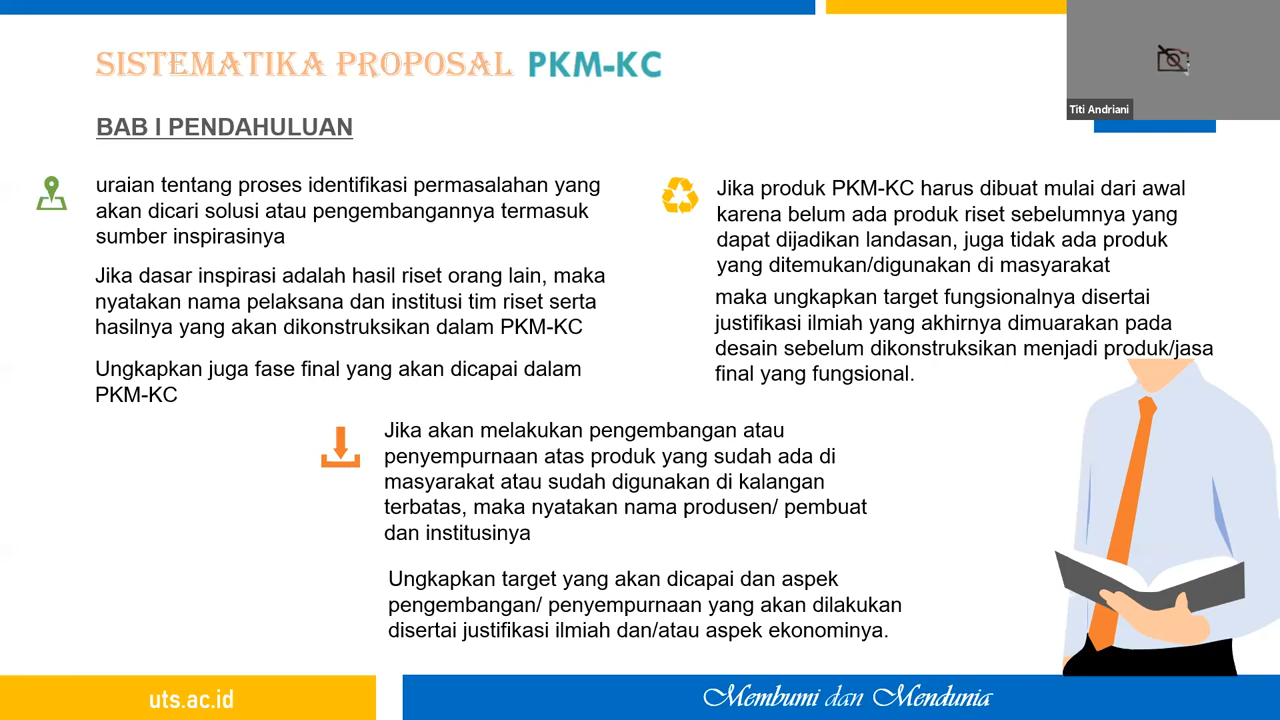 SISTEMATIKA PROPOSAL PKM-KC
Titi Andriani
BAB I PENDAHULUAN
uraian tentang proses identifikasi permasalahan yang
akan dicari solusi atau pengembangannya termasuk
sumber inspirasinya
Jika dasar inspirasi adalah hasil riset orang lain, maka
nyatakan nama pelaksana dan institusi tim riset serta
hasilnya yang akan dikonstruksikan dalam PKM-KC
Ungkapkan juga fase final yang akan dicapai dalam
PKM-KC
Jika produk PKM-KC harus dibuat mulai dari awal
karena belum ada produk riset sebelumnya yang
dapat dijadikan landasan, juga tidak ada produk
yang ditemukan/digunakan di masyarakat
maka ungkapkan target fungsionalnya disertai
justifikasi ilmiah yang akhirnya dimuarakan pada
desain sebelum dikonstruksikan menjadi produk/jasa
final yang fungsional.
Jika akan melakukan pengembangan atau
penyempurnaan atas produk yang sudah ada di
masyarakat atau sudah digunakan di kalangan
terbatas, maka nyatakan nama produsen/ pembuat
dan institusinya
Ungkapkan target yang akan dicapai dan aspek
pengembangan/ penyempurnaan yang akan dilakukan
disertai justifikasi ilmiah dan/atau aspek ekonominya.
uts.ac.id
Membumi dan Mendunia